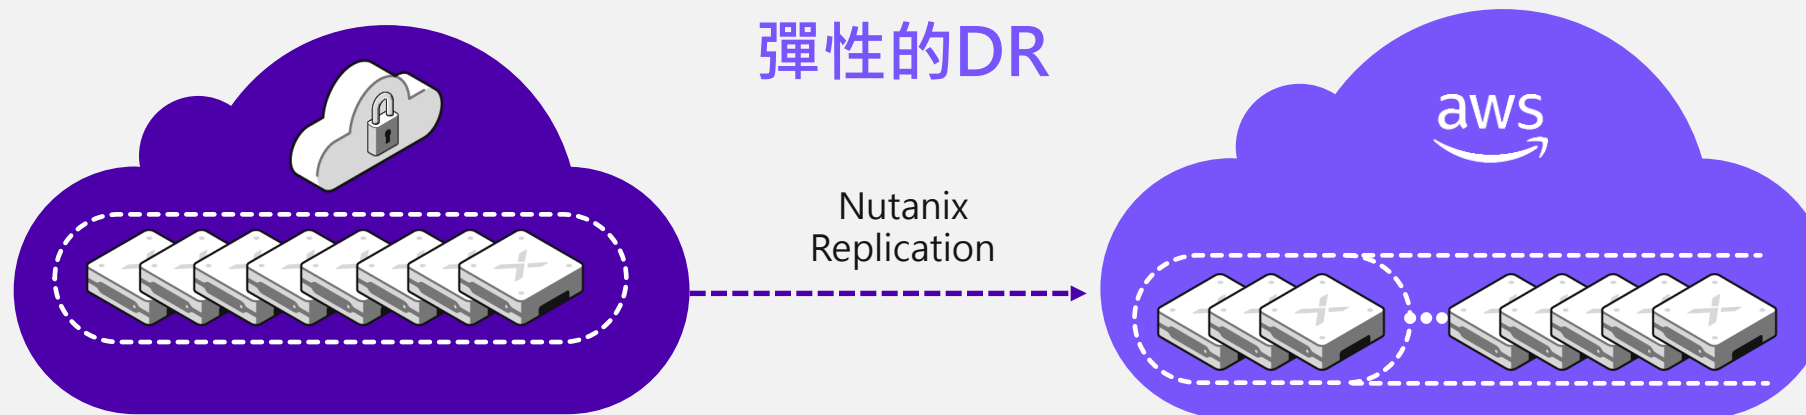 彈性的DR
aws
Nutanix
Replication